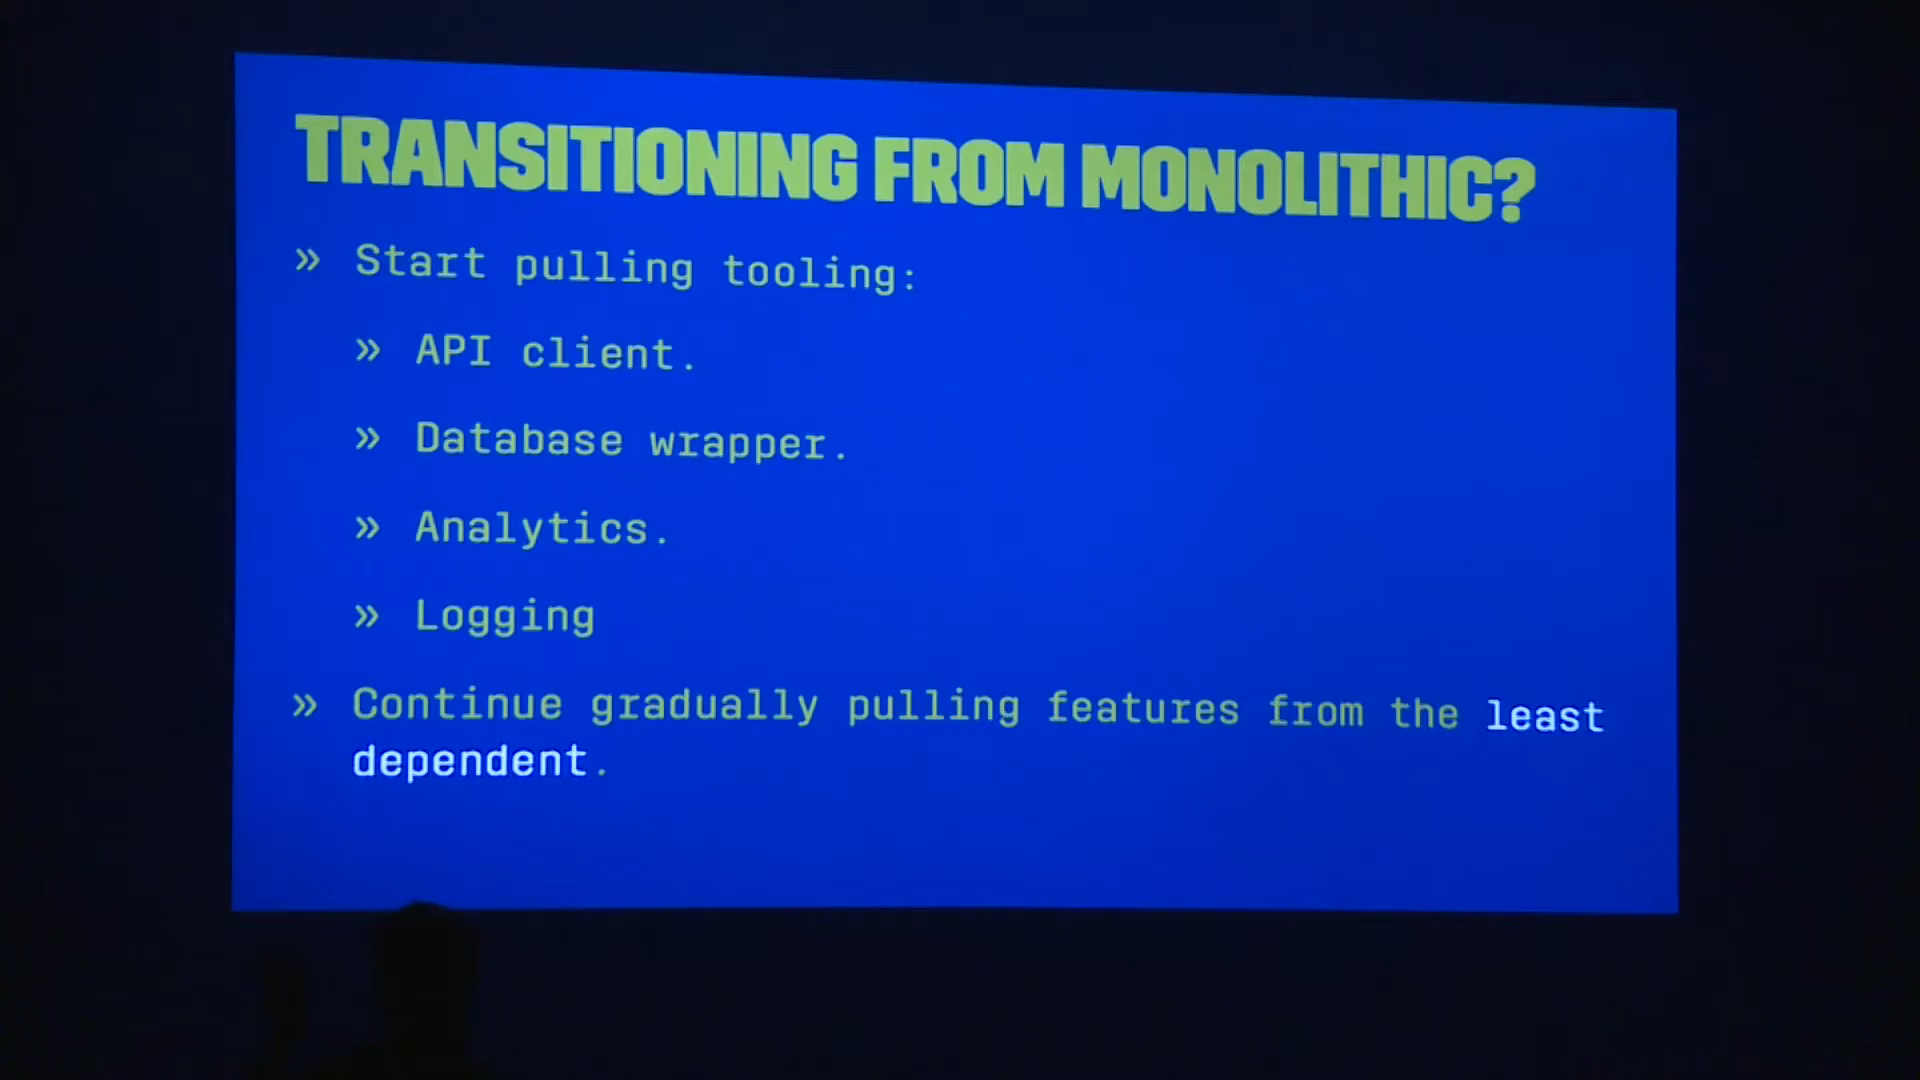 TRANSITIONING FROM MONOLITHIC?
» Start pulling tooling:
» API client.
» Database wrapper.
» Analytics.
» Logging
» Continue gradually pulling features from the least
dependent.